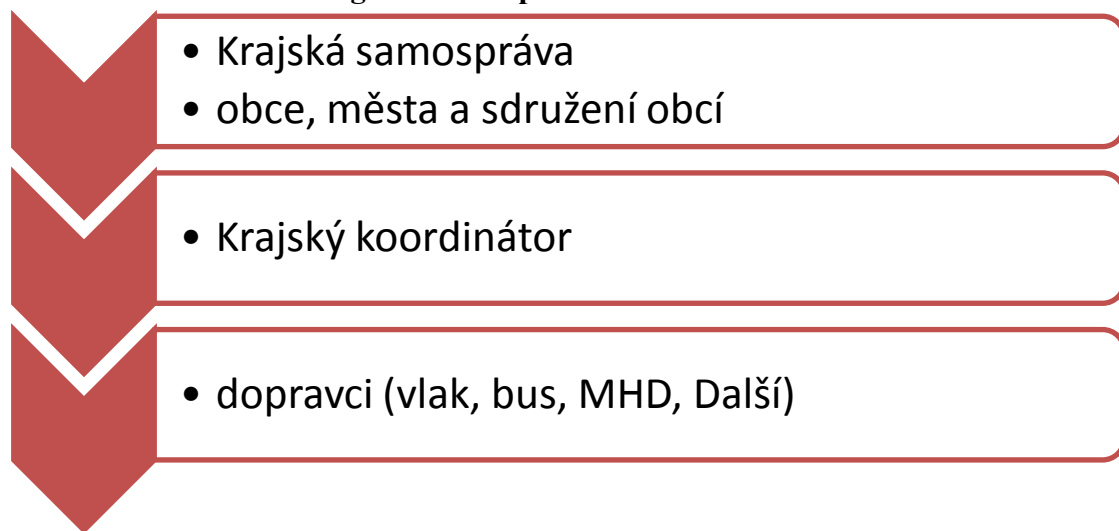 • Krajská samospráva
• obce, města a sdružení obcí
• Krajský koordinátor
• dopravci (vlak, bus, MHD, Další)